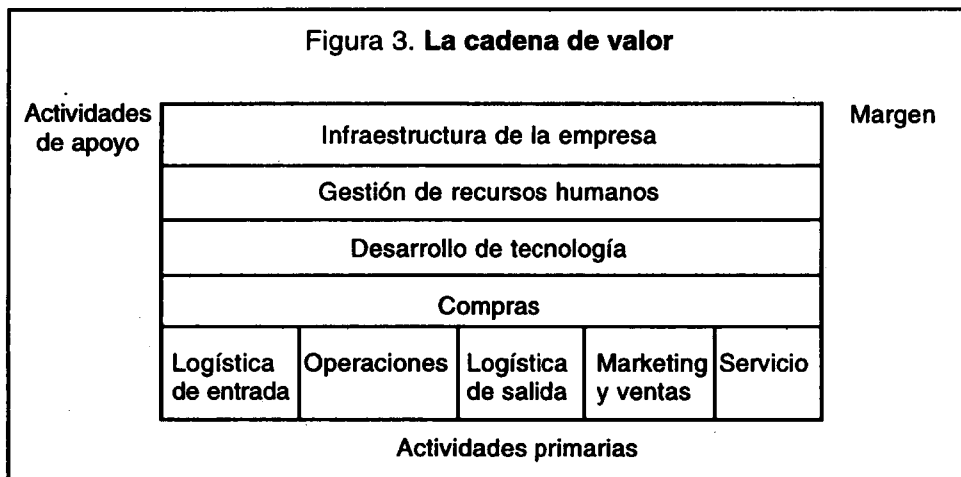 Figura 3. La cadena de valor
Actividades
de apoyo
Margen
Infraestructura de la empresa
Gestión de recursos humanos
Desarrollo de tecnología
Compras
Logística
de entrada
Operaciones
Logística
de salida
Marketing
y ventas
Servicio
Actividades primarias